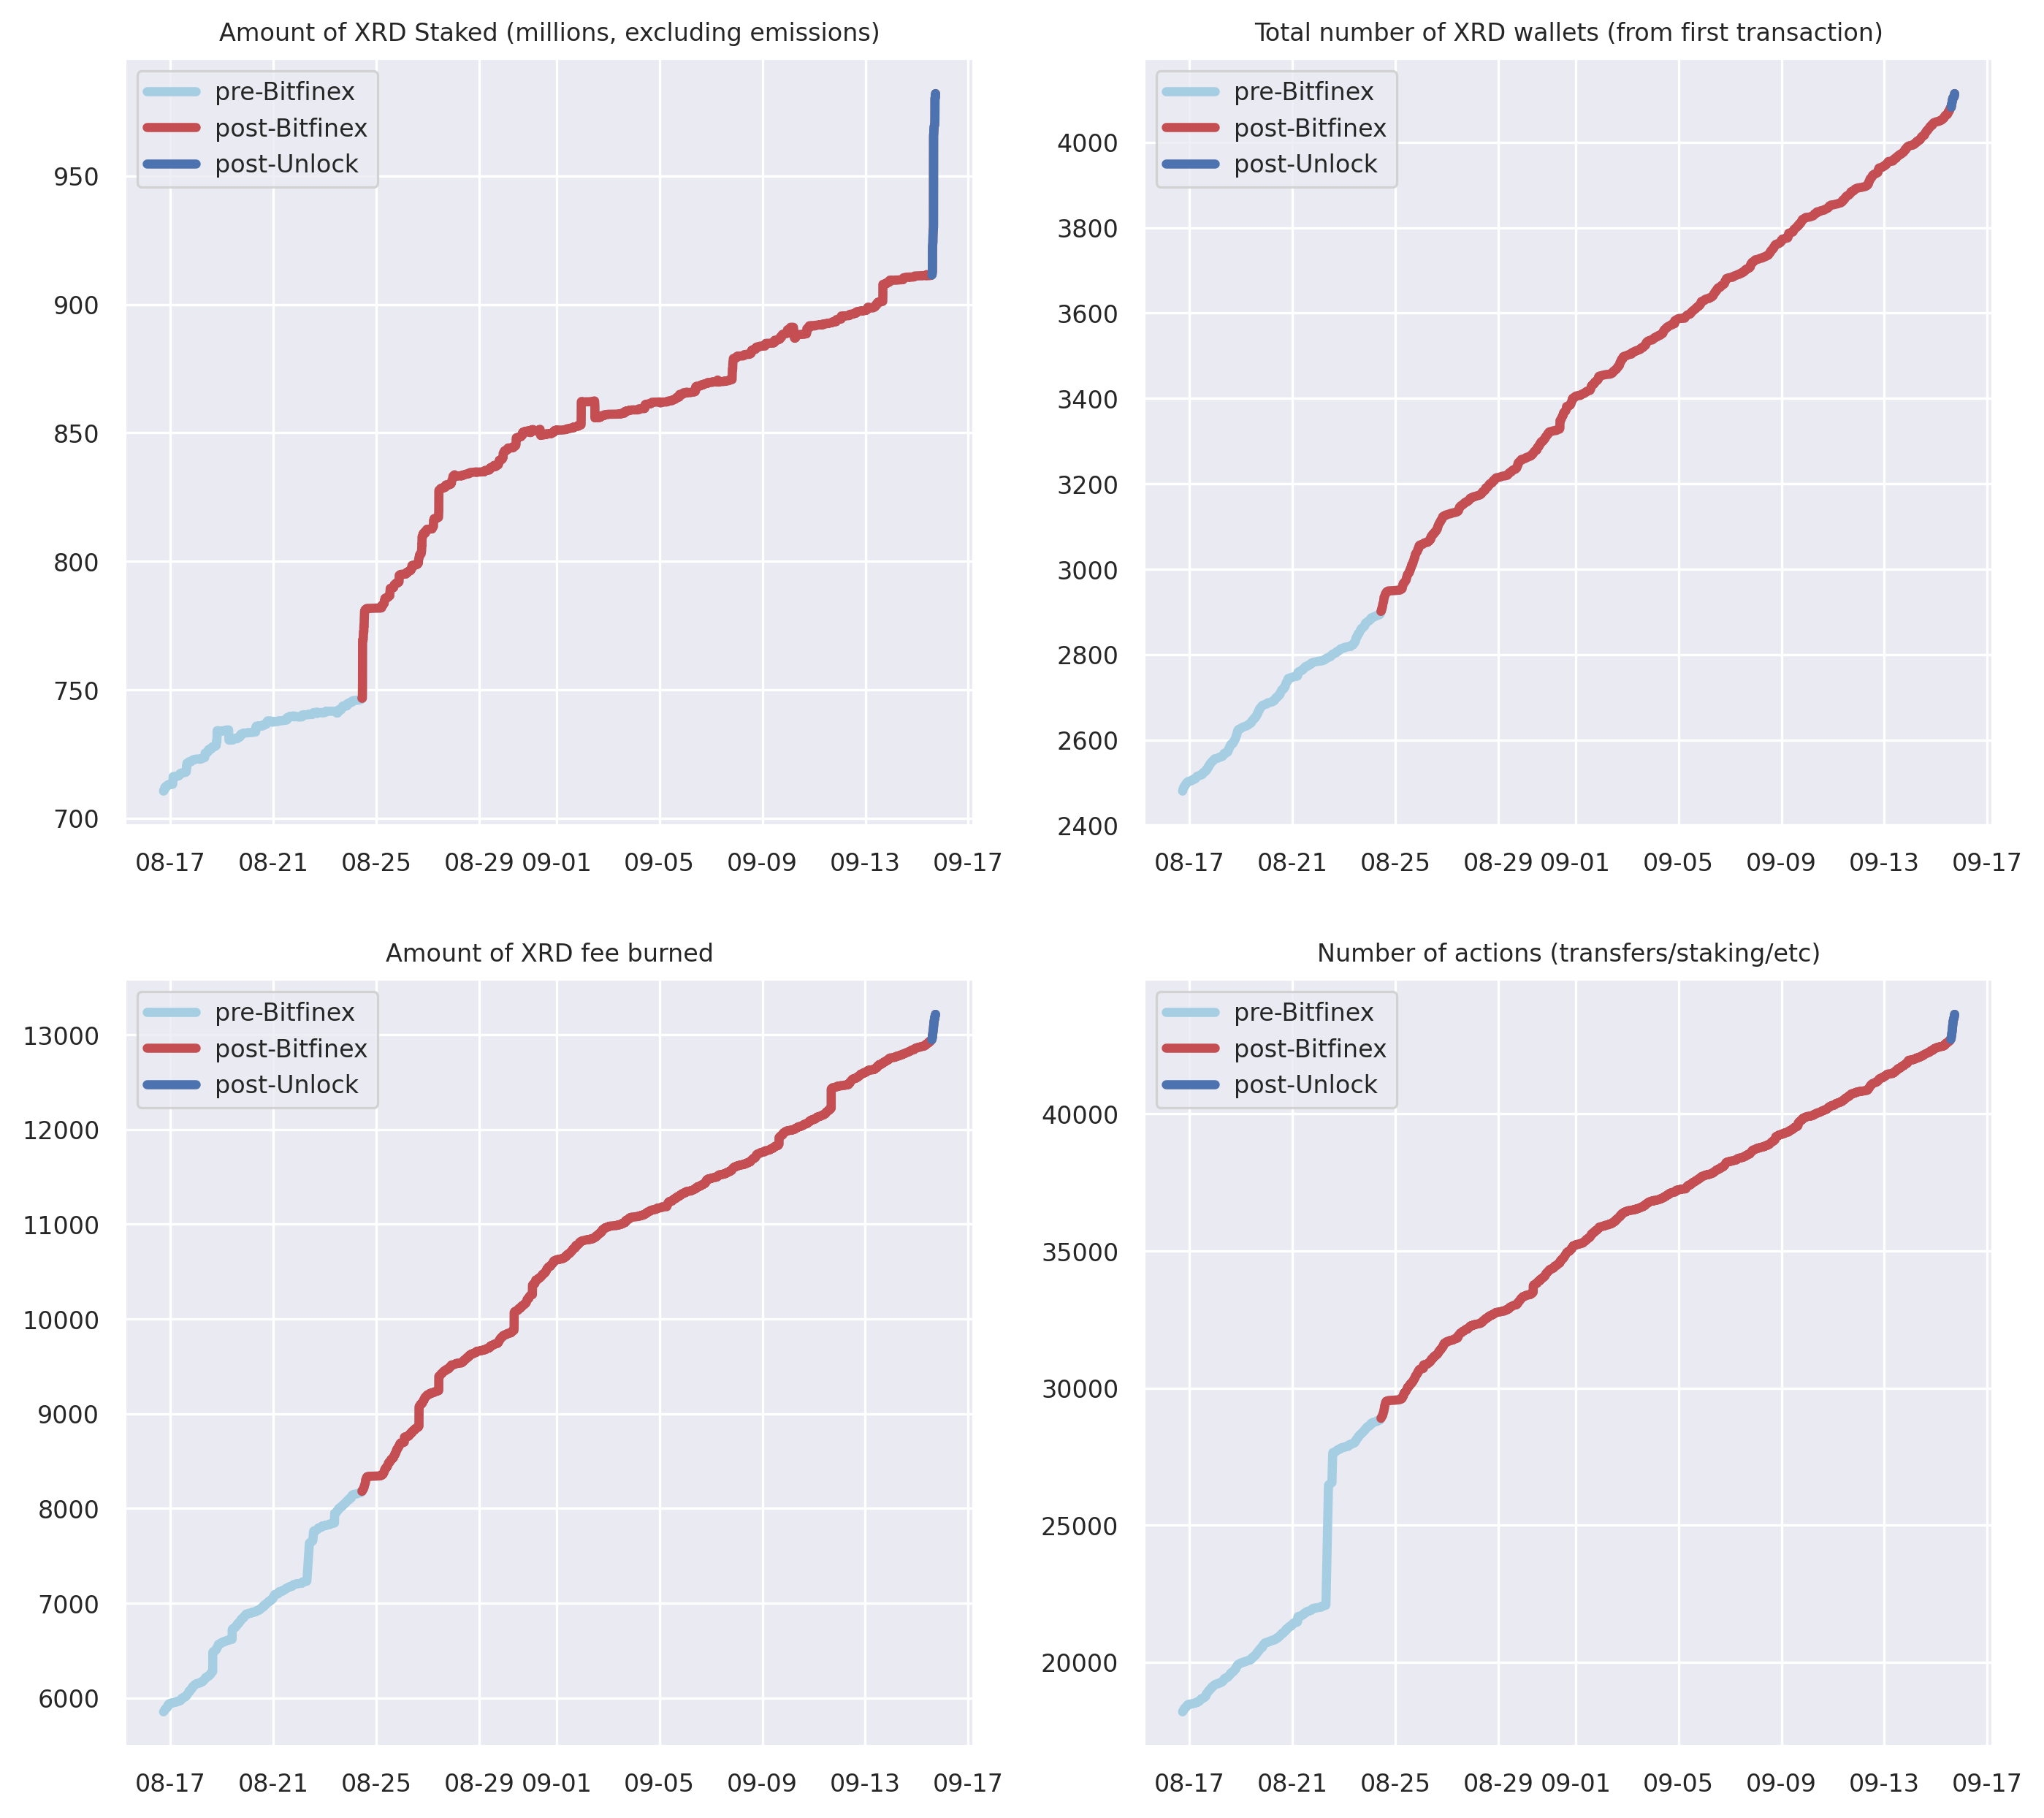 Amount of XRD Staked (millions, excluding emissions)
pre-Bitfinex
post-Bitfinex
post-Unlock
950
900
850
800
750
700
08-17 08-21 08-25 08-29 09-01 09-05 09-09 09-13 09-17
Total number of XRD wallets (from first transaction)
pre-Bitfinex
post-Bitfinex
post-Unlock
4000
3800
3600
3400
3200
3000
2800
2600
2400
08-17 08-21 08-25 08-29 09-01 09-05 09-09 09-13 09-17
Amount of XRD fee burned
pre-Bitfinex
post-Bitfinex
post-Unlock
13000
12000
11000
10000
9000
8000
7000
6000
08-17 08-21 08-25 08-29 09-01 09-05 09-09 09-13 09-17
Number of actions (transfers/staking/etc)
pre-Bitfinex
post-Bitfinex
post-Unlock
40000
35000
30000
25000
20000
08-17 08-21 08-25 08-29 09-01 09-05 09-09 09-13 09-17